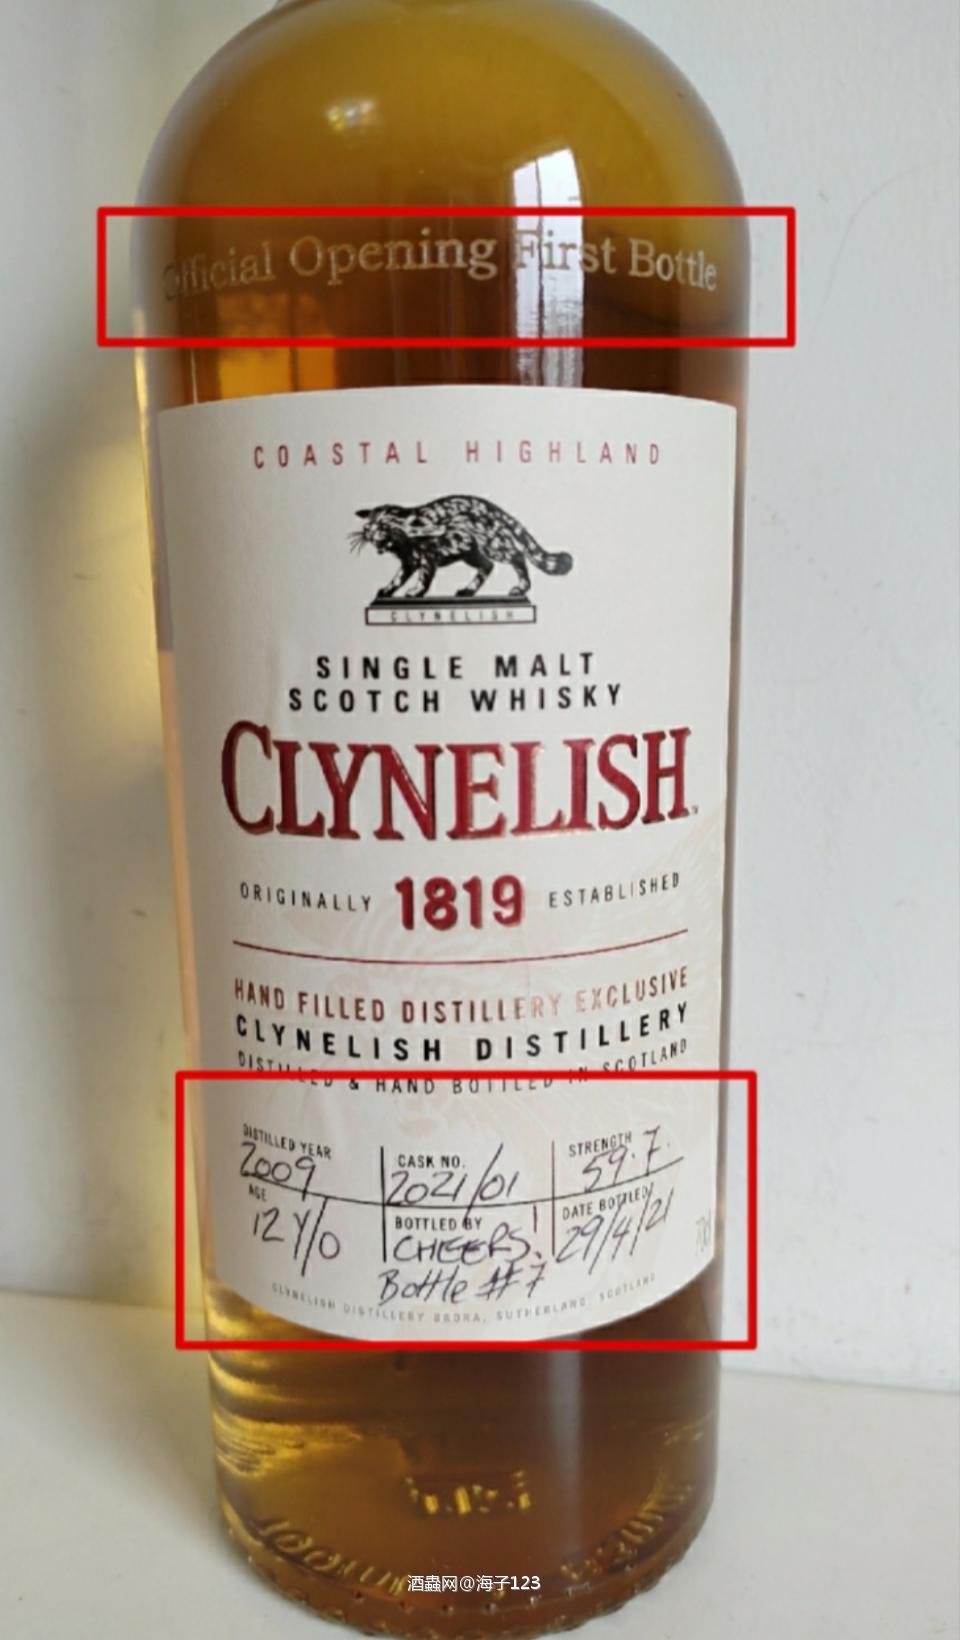 Official Opening First Bottle
COASTAL HIGHLAND
CLYNELISH
SINGLE MALT
SCOTCH WHISKY
CLYNELISH
ORIGINALLY 1819 ESTABLISHED
HAND FILLED DISTILLERY EXCLUSIVE
CLYNELISH DISTILLERY
DISTILLED & HAND BOTTLED IN SCOTLAND
DISTILLED YEAR CASK NO. STRENGTH
2009 2021/01 59.7.
AGE BOTTLED BY DATE BOTTLED
12 Y/O CHEERS! 29/4/21
Bottle #7
70cl
CLYNELISH DISTILLERY BRORA, SUTHERLAND, SCOTLAND
酒蟲网@海子123